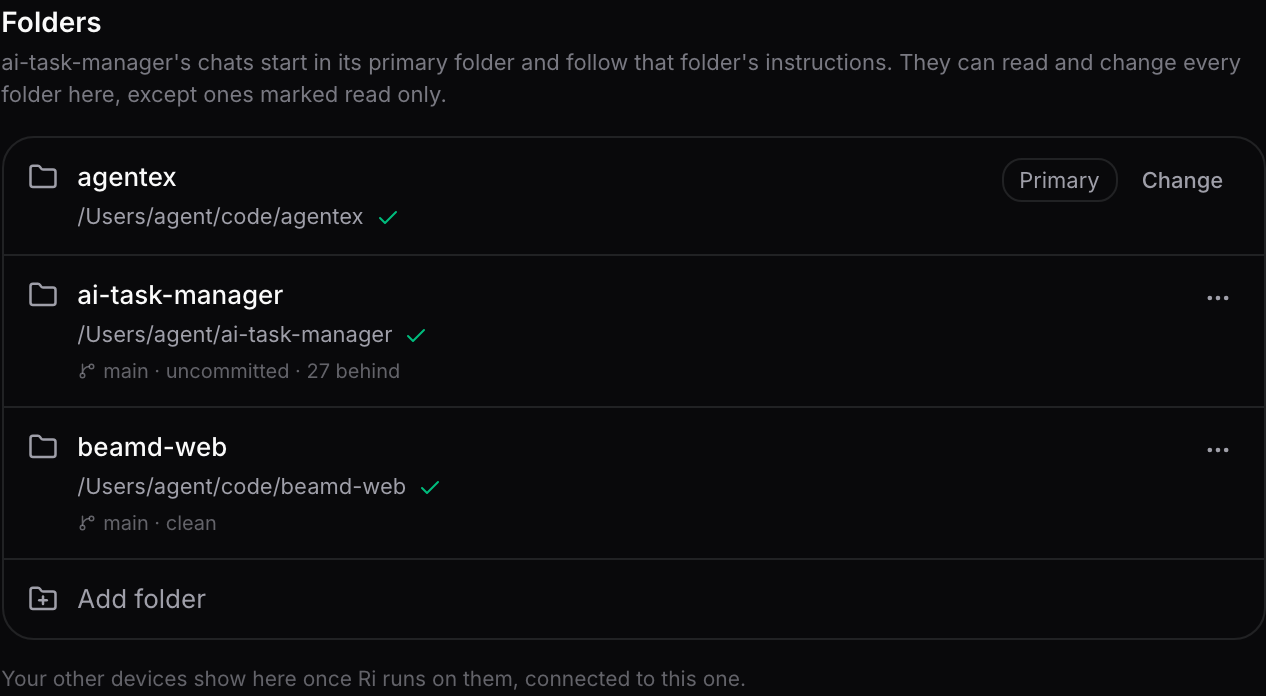 Folders
ai-task-manager's chats start in its primary folder and follow that folder's instructions. They can read and change every
folder here, except ones marked read only.
agentex
Primary
Change
/Users/agent/code/agentex
ai-task-manager
/Users/agent/ai-task-manager
main · uncommitted · 27 behind
beamd-web
/Users/agent/code/beamd-web
main · clean
Add folder
Your other devices show here once Ri runs on them, connected to this one.